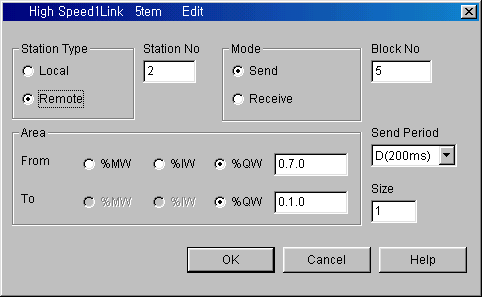 High Speed1Link 5tem Edit
Station Type
Station No
Mode
Block No
Local
2
Send
5
Remote
Receive
Area
Send Period
From %MW %IW %QW 0.7.0
D(200ms)
To %MW %IW %QW 0.1.0
Size
1
OK Cancel Help